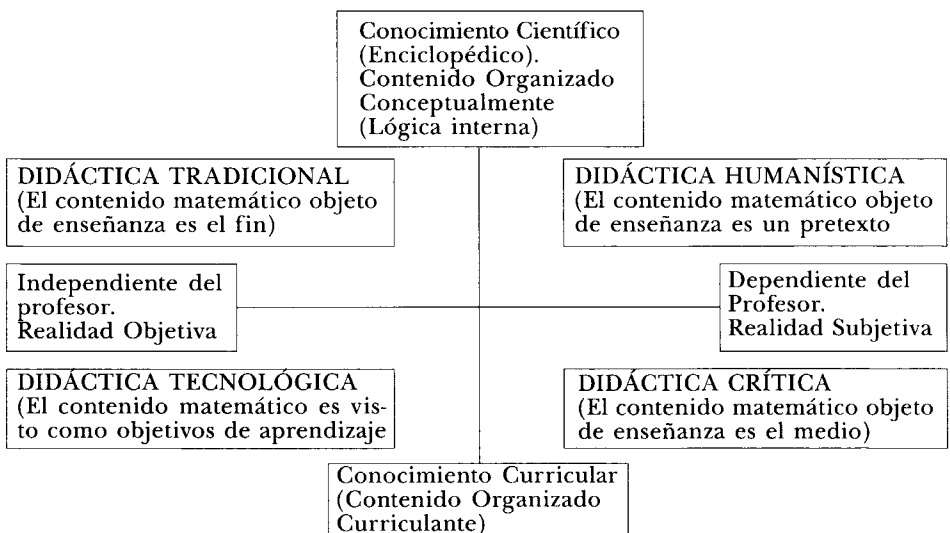 Conocimiento Científico
(Enciclopédico).
Contenido Organizado
Conceptualmente
(Lógica interna)
DIDÁCTICA TRADICIONAL
(El contenido matemático objeto
de enseñanza es el fin)
DIDÁCTICA HUMANÍSTICA
(El contenido matemático objeto
de enseñanza es un pretexto
Independiente del
profesor.
Realidad Objetiva
Dependiente del
Profesor.
Realidad Subjetiva
DIDÁCTICA TECNOLÓGICA
(El contenido matemático es vis-
to como objetivos de aprendizaje
DIDÁCTICA CRÍTICA
(El contenido matemático objeto
de enseñanza es el medio)
Conocimiento Curricular
(Contenido Organizado
Curriculante)